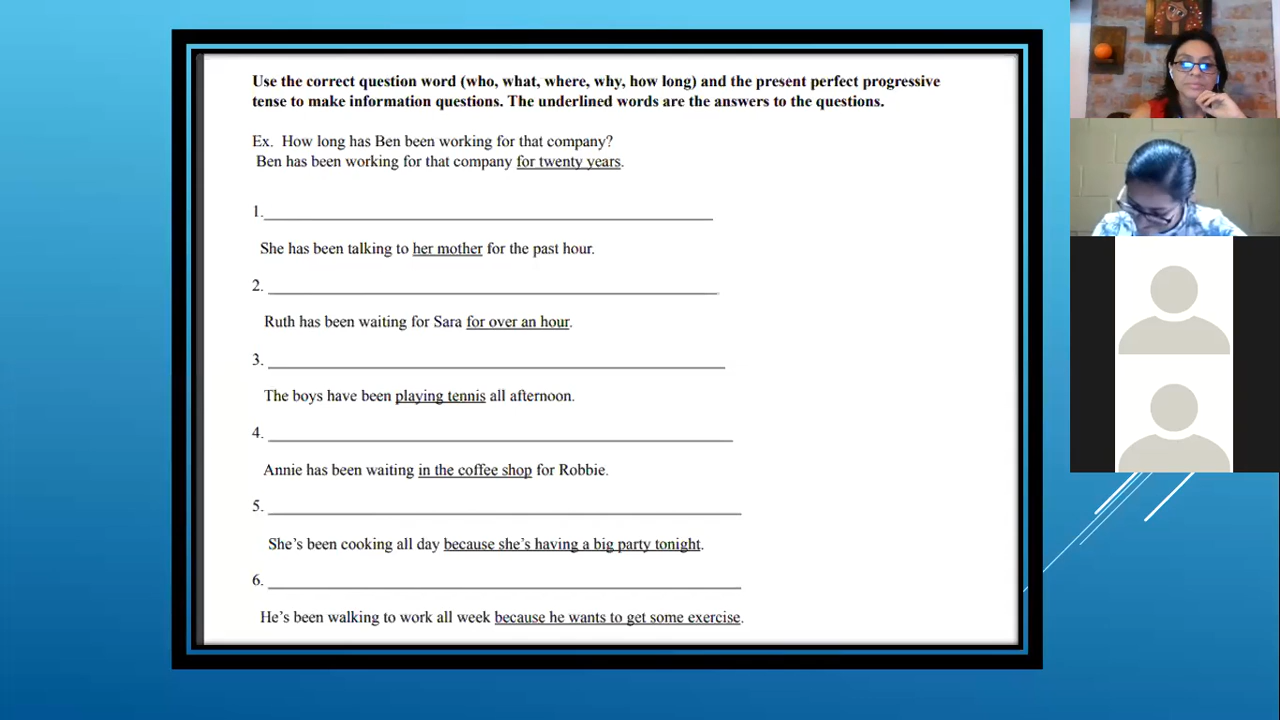 Use the correct question word (who, what, where, why, how long) and the present perfect progressive
tense to make information questions. The underlined words are the answers to the questions.
Ex. How long has Ben been working for that company?
Ben has been working for that company for twenty years.
1.
She has been talking to her mother for the past hour.
2.
Ruth has been waiting for Sara for over an hour.
3.
The boys have been playing tennis all afternoon.
4.
Annie has been waiting in the coffee shop for Robbie.
5.
She's been cooking all day because she's having a big party tonight.
6.
He's been walking to work all week because he wants to get some exercise.